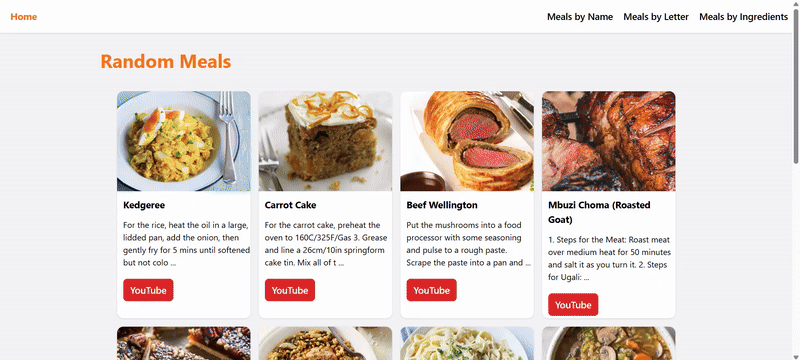 Home
Meals by Name
Meals by Letter
Meals by Ingredients
Random Meals
Kedgeree
For the rice, heat the oil in a large,
lidded pan, add the onion, then
gently fry for 5 mins until softened
but not colo ...
YouTube
Carrot Cake
For the carrot cake, preheat the
oven to 160C/325F/Gas 3. Grease
and line a 26cm/10in springform
cake tin. Mix all of t ...
YouTube
Beef Wellington
Put the mushrooms into a food
processor with some seasoning
and pulse to a rough paste.
Scrape the paste into a pan and ...
YouTube
Mbuzi Choma (Roasted
Goat)
1. Steps for the Meat: Roast meat
over medium heat for 50 minutes
and salt it as you turn it. 2. Steps
for Ugali: ...
YouTube